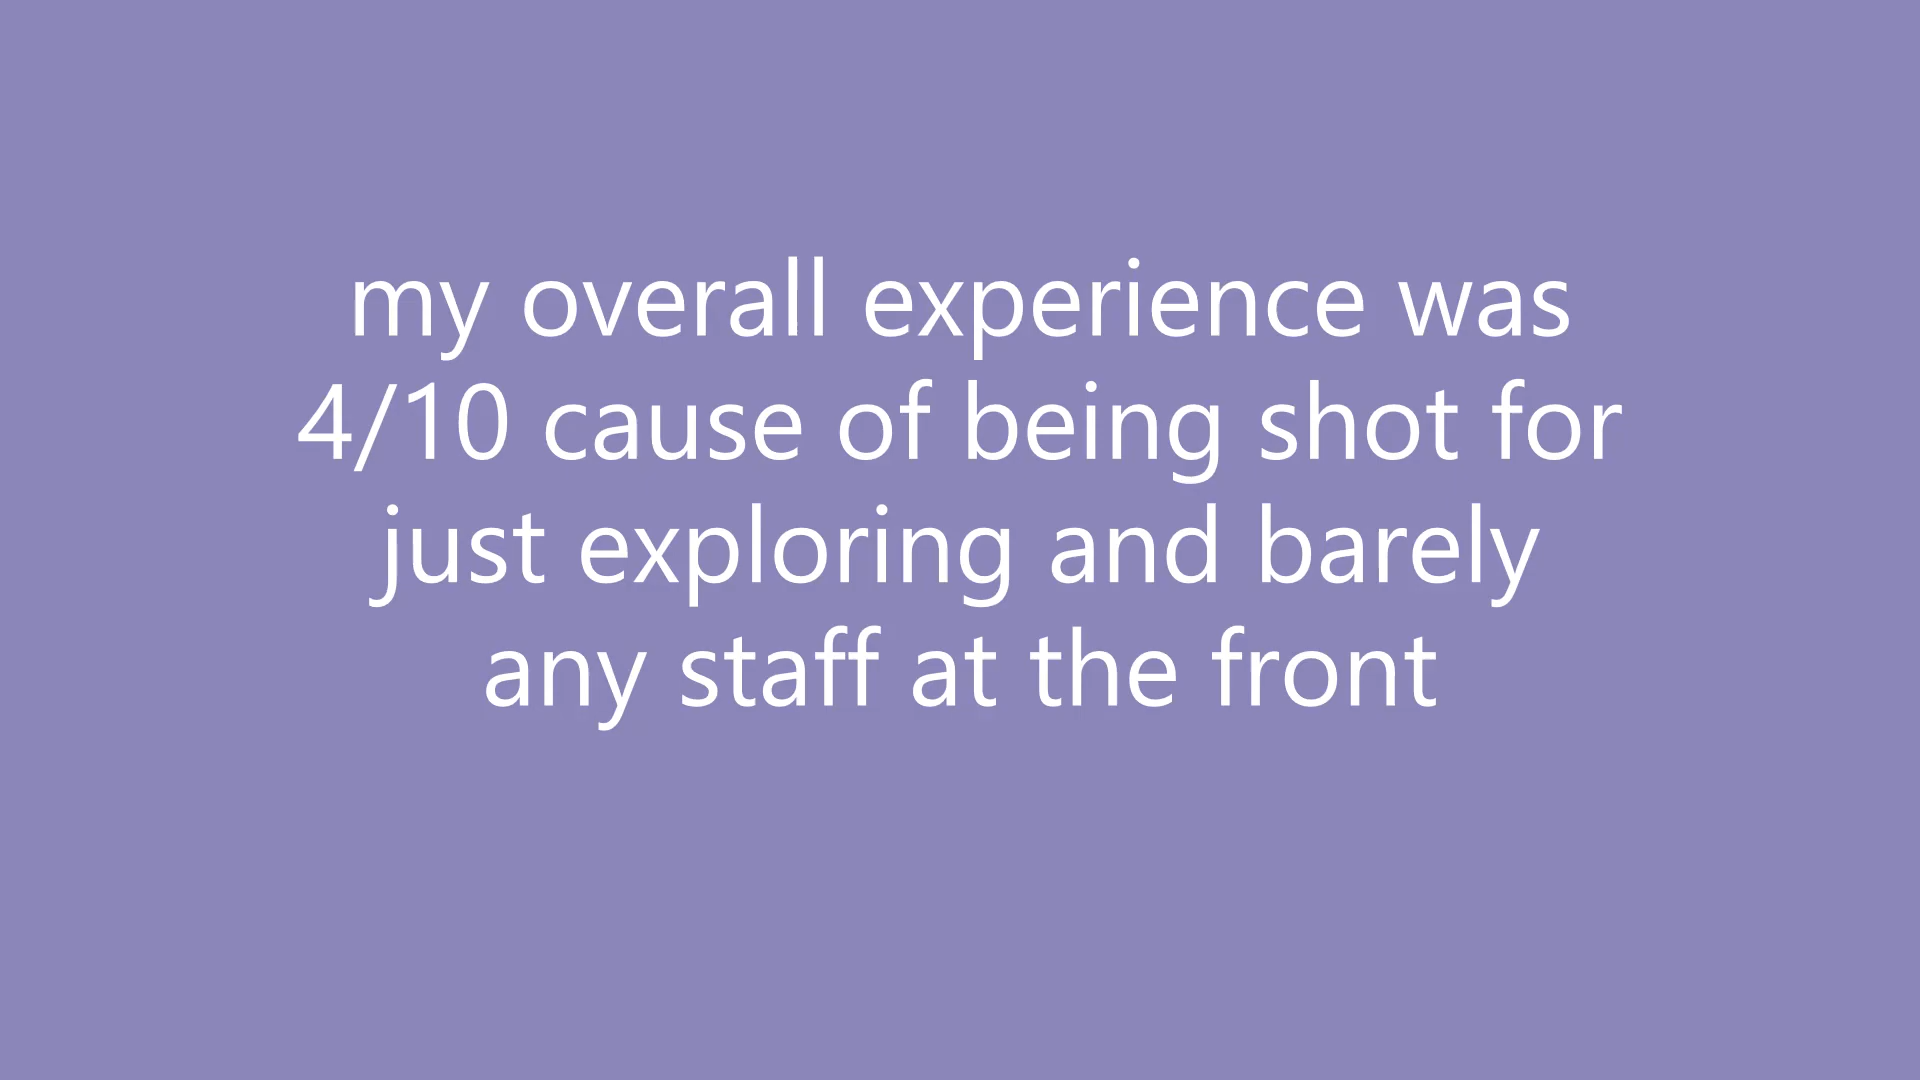 my overall experience was
4/10 cause of being shot for
just exploring and barely
any staff at the front